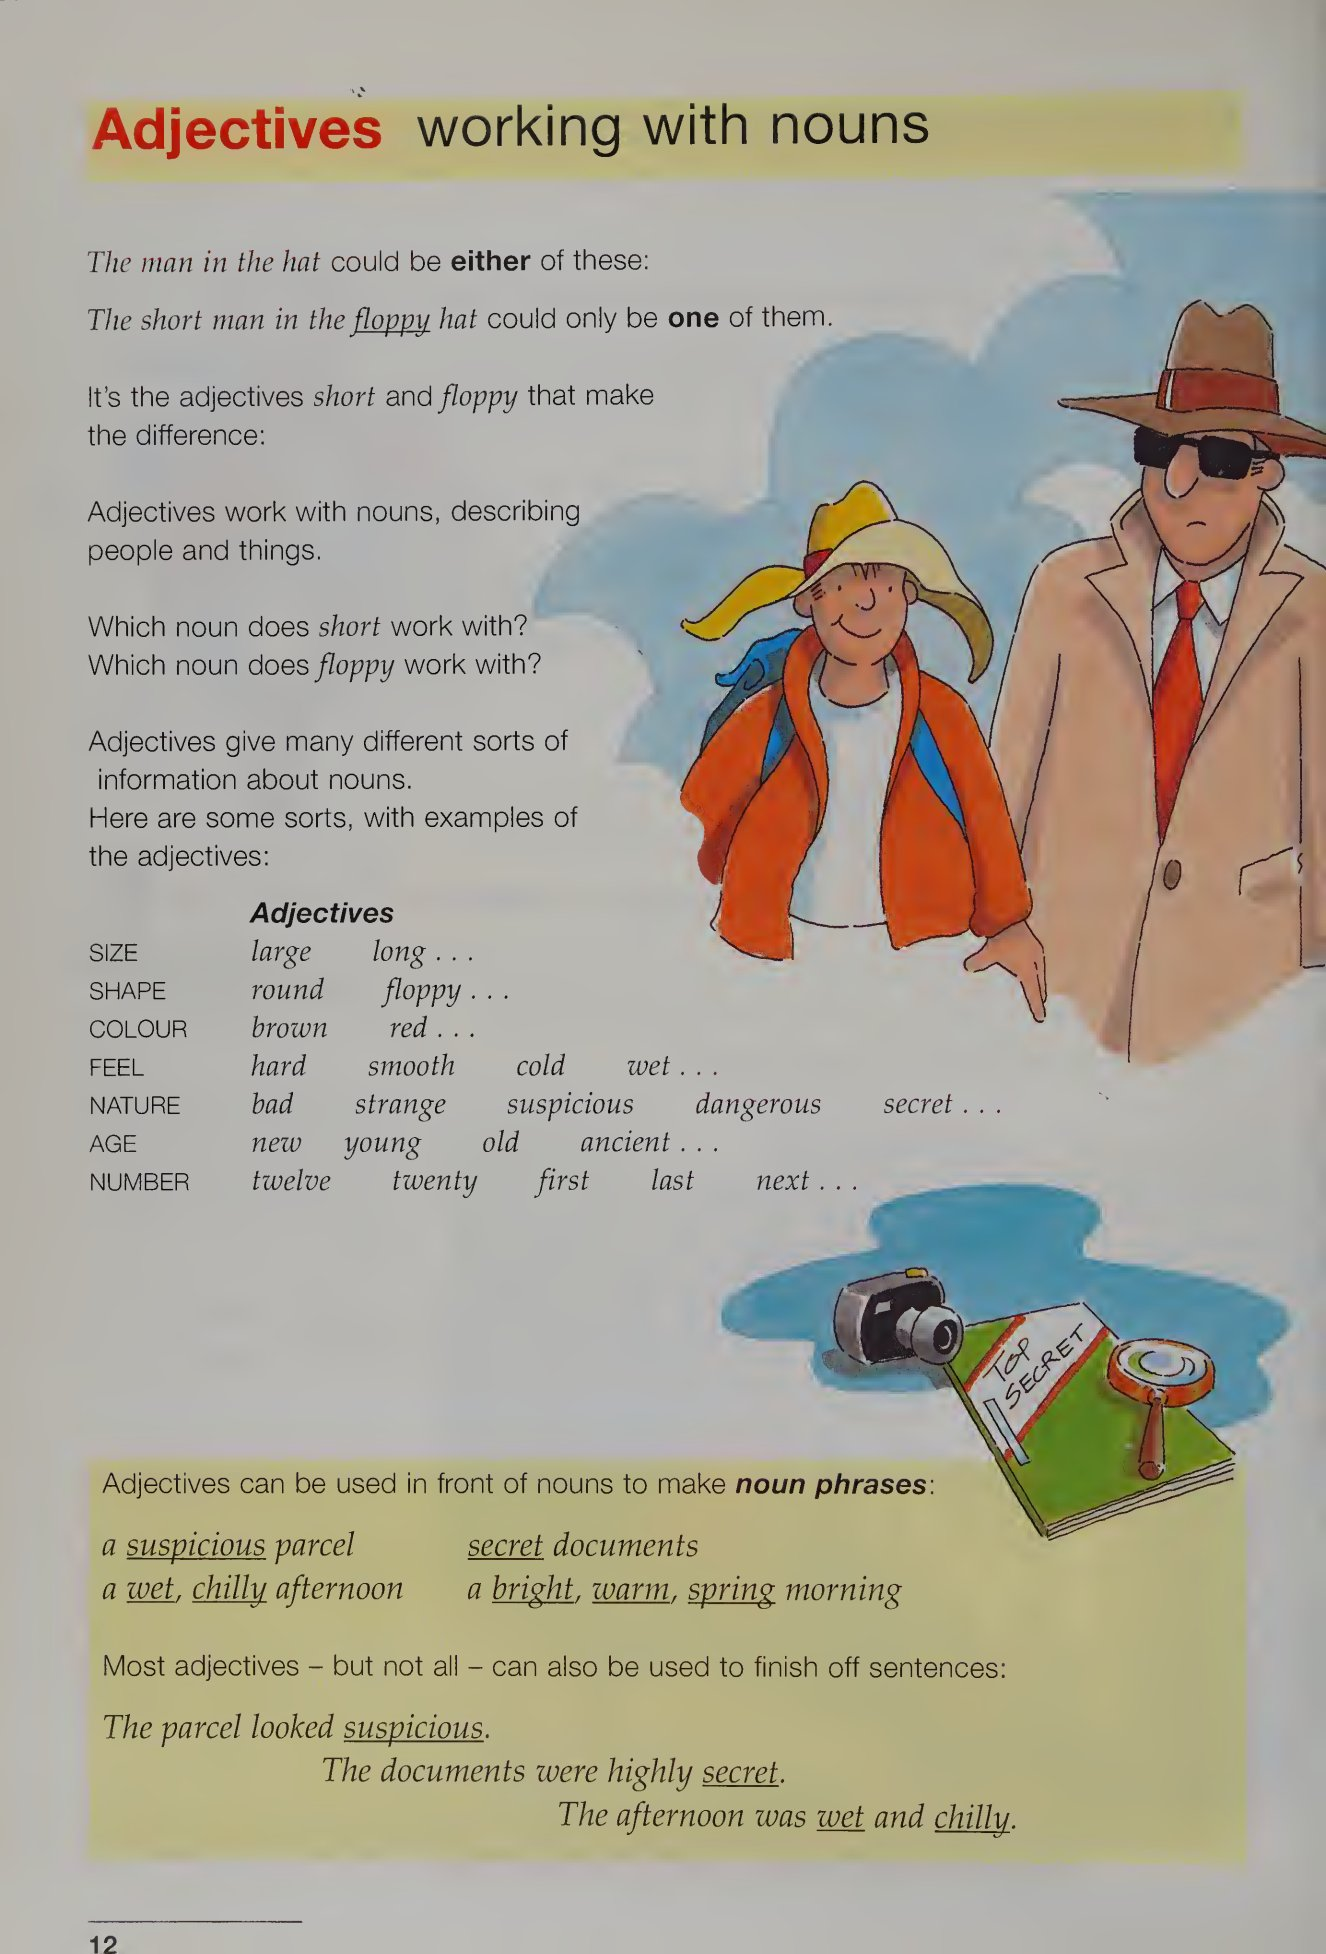 Adjectives working with nouns
The man in the hat could be either of these:
The short man in the floppy hat could only be one of them.
It's the adjectives short and floppy that make
the difference:
Adjectives work with nouns, describing
people and things.
Which noun does short work with?
Which noun does floppy work with?
Adjectives give many different sorts of
information about nouns.
Here are some sorts, with examples of
the adjectives:
Adjectives
SIZE large long . . .
SHAPE round floppy . . .
COLOUR brown red . . .
FEEL hard smooth cold wet . . .
NATURE bad strange suspicious dangerous secret . . .
AGE new young old ancient . . .
NUMBER twelve twenty first last next . . .
TOP
SECRET
Adjectives can be used in front of nouns to make noun phrases:
a suspicious parcel secret documents
a wet, chilly afternoon a bright, warm, spring morning
Most adjectives – but not all – can also be used to finish off sentences:
The parcel looked suspicious.
The documents were highly secret.
The afternoon was wet and chilly.
12